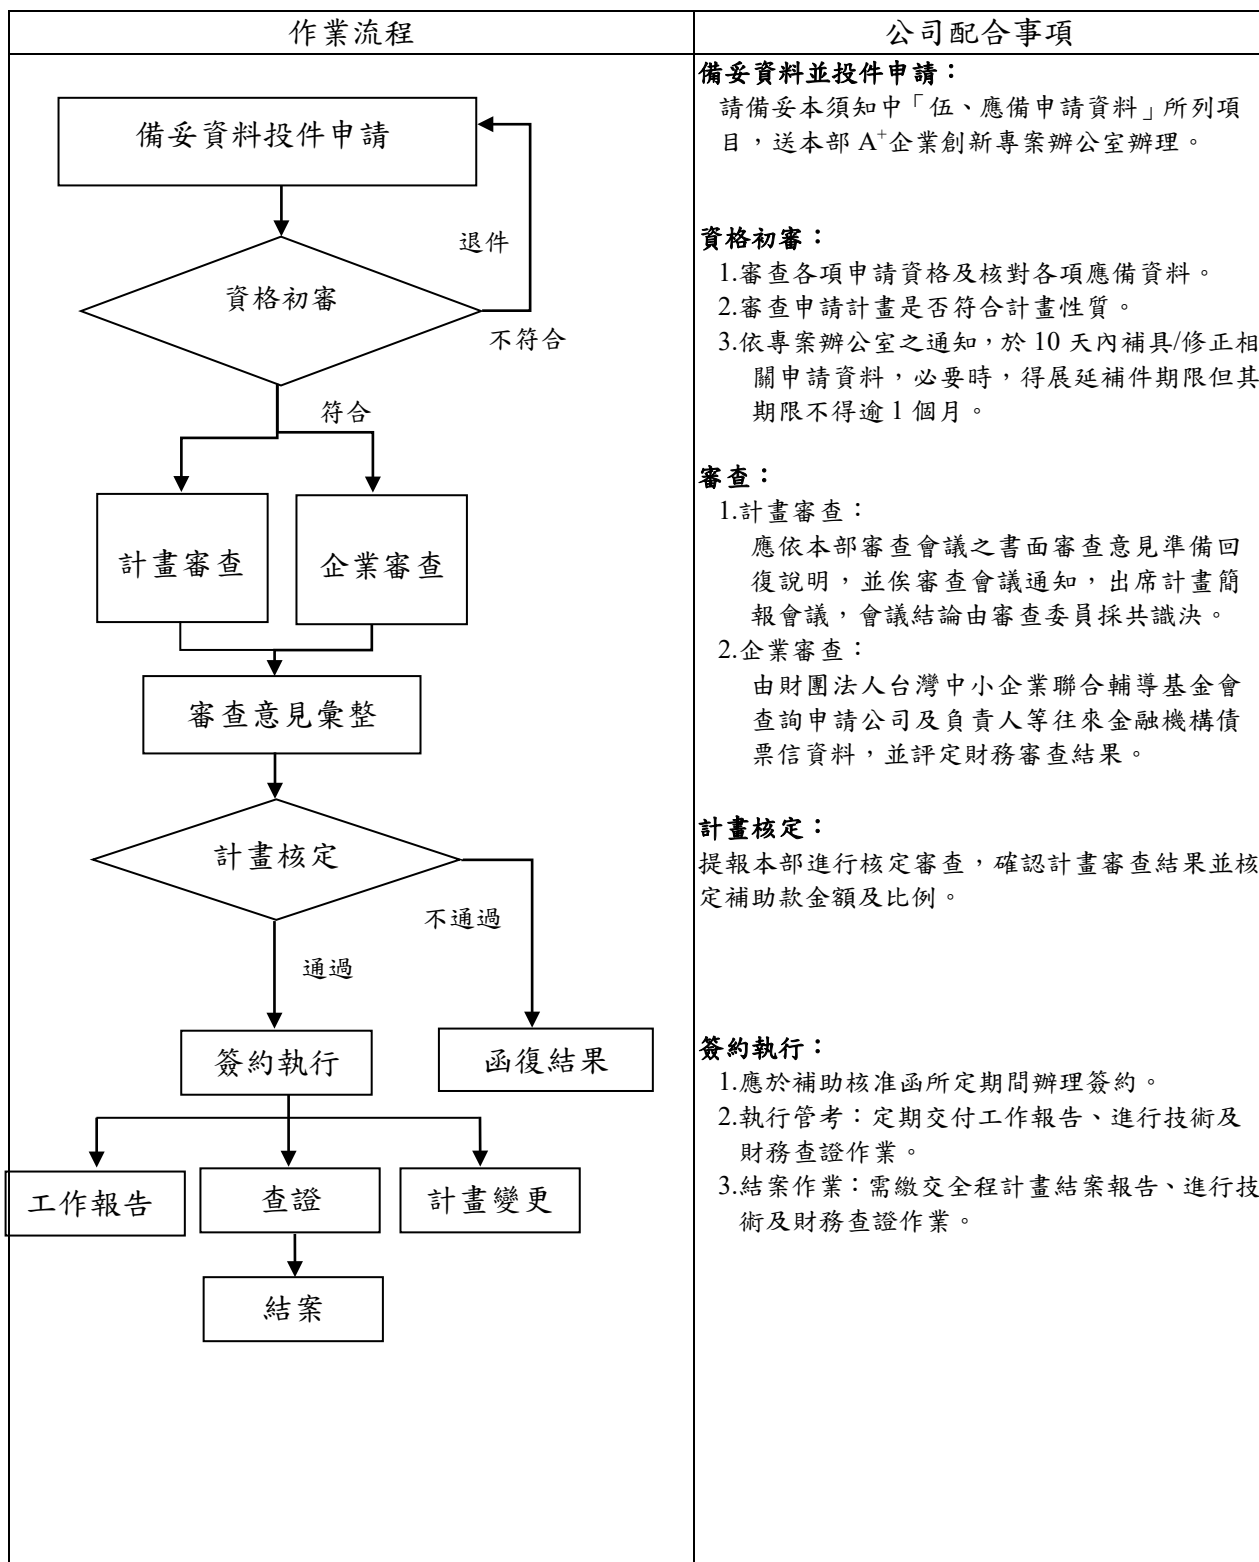 作業流程
公司配合事項
備妥資料投件申請
退件
資格初審
不符合
符合
計畫審查
企業審查
審查意見彙整
計畫核定
不通過
通過
簽約執行
函復結果
工作報告
查證
計畫變更
結案
備妥資料並投件申請：
請備妥本須知中「伍、應備申請資料」所列項
目，送本部 A⁺企業創新專案辦公室辦理。
資格初審：
1.審查各項申請資格及核對各項應備資料。
2.審查申請計畫是否符合計畫性質。
3.依專案辦公室之通知，於 10 天內補具/修正相
關申請資料，必要時，得展延補件期限但其
期限不得逾 1 個月。
審查：
1.計畫審查：
應依本部審查會議之書面審查意見準備回
復說明，並俟審查會議通知，出席計畫簡
報會議，會議結論由審查委員採共識決。
2.企業審查：
由財團法人台灣中小企業聯合輔導基金會
查詢申請公司及負責人等往來金融機構債
票信資料，並評定財務審查結果。
計畫核定：
提報本部進行核定審查，確認計畫審查結果並核
定補助款金額及比例。
簽約執行：
1.應於補助核准函所定期間辦理簽約。
2.執行管考：定期交付工作報告、進行技術及
財務查證作業。
3.結案作業：需繳交全程計畫結案報告、進行技
術及財務查證作業。